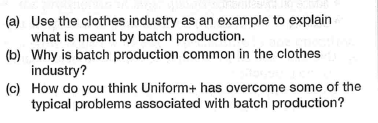 (a) Use the clothes industry as an example to explain
what is meant by batch production.
(b) Why is batch production common in the clothes
industry?
(c) How do you think Uniform+ has overcome some of the
typical problems associated with batch production?